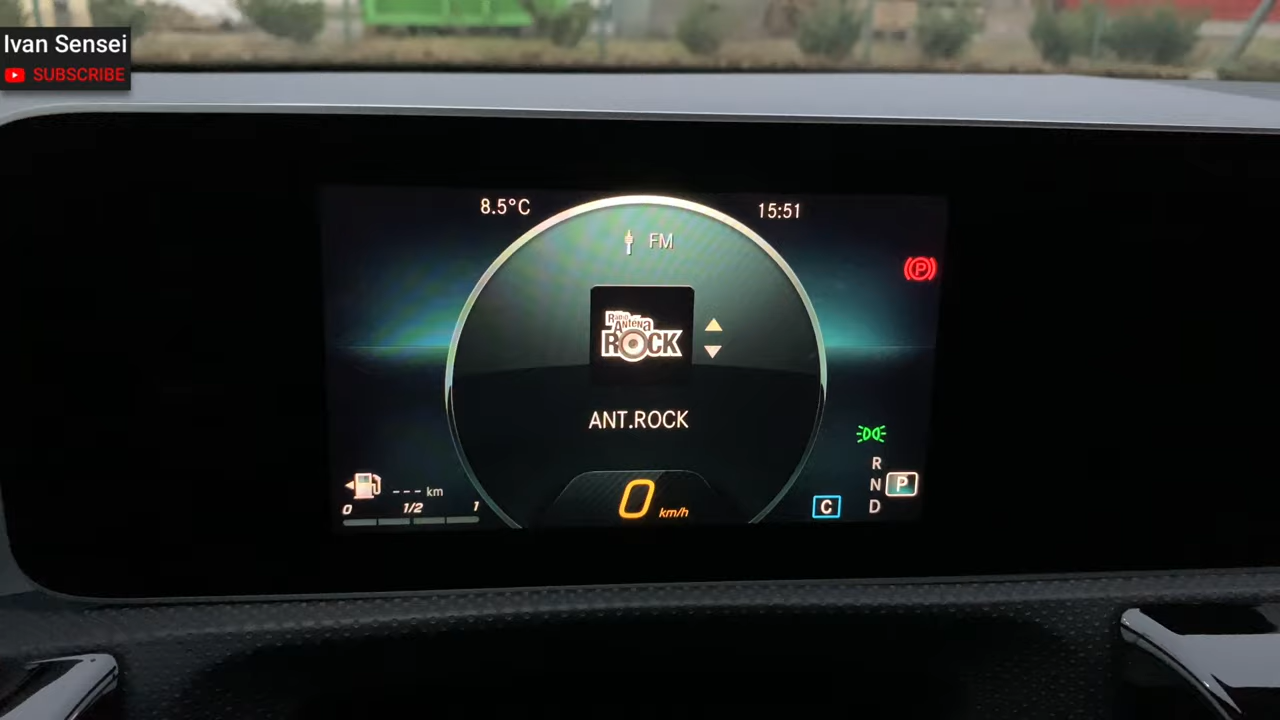 Ivan Sensei
SUBSCRIBE
8.5°C
15:51
FM
P
RADIO
ANTENA
ROCK
ANT.ROCK
--- km
0 1/2 1
0 km/h
C
R
N P
D